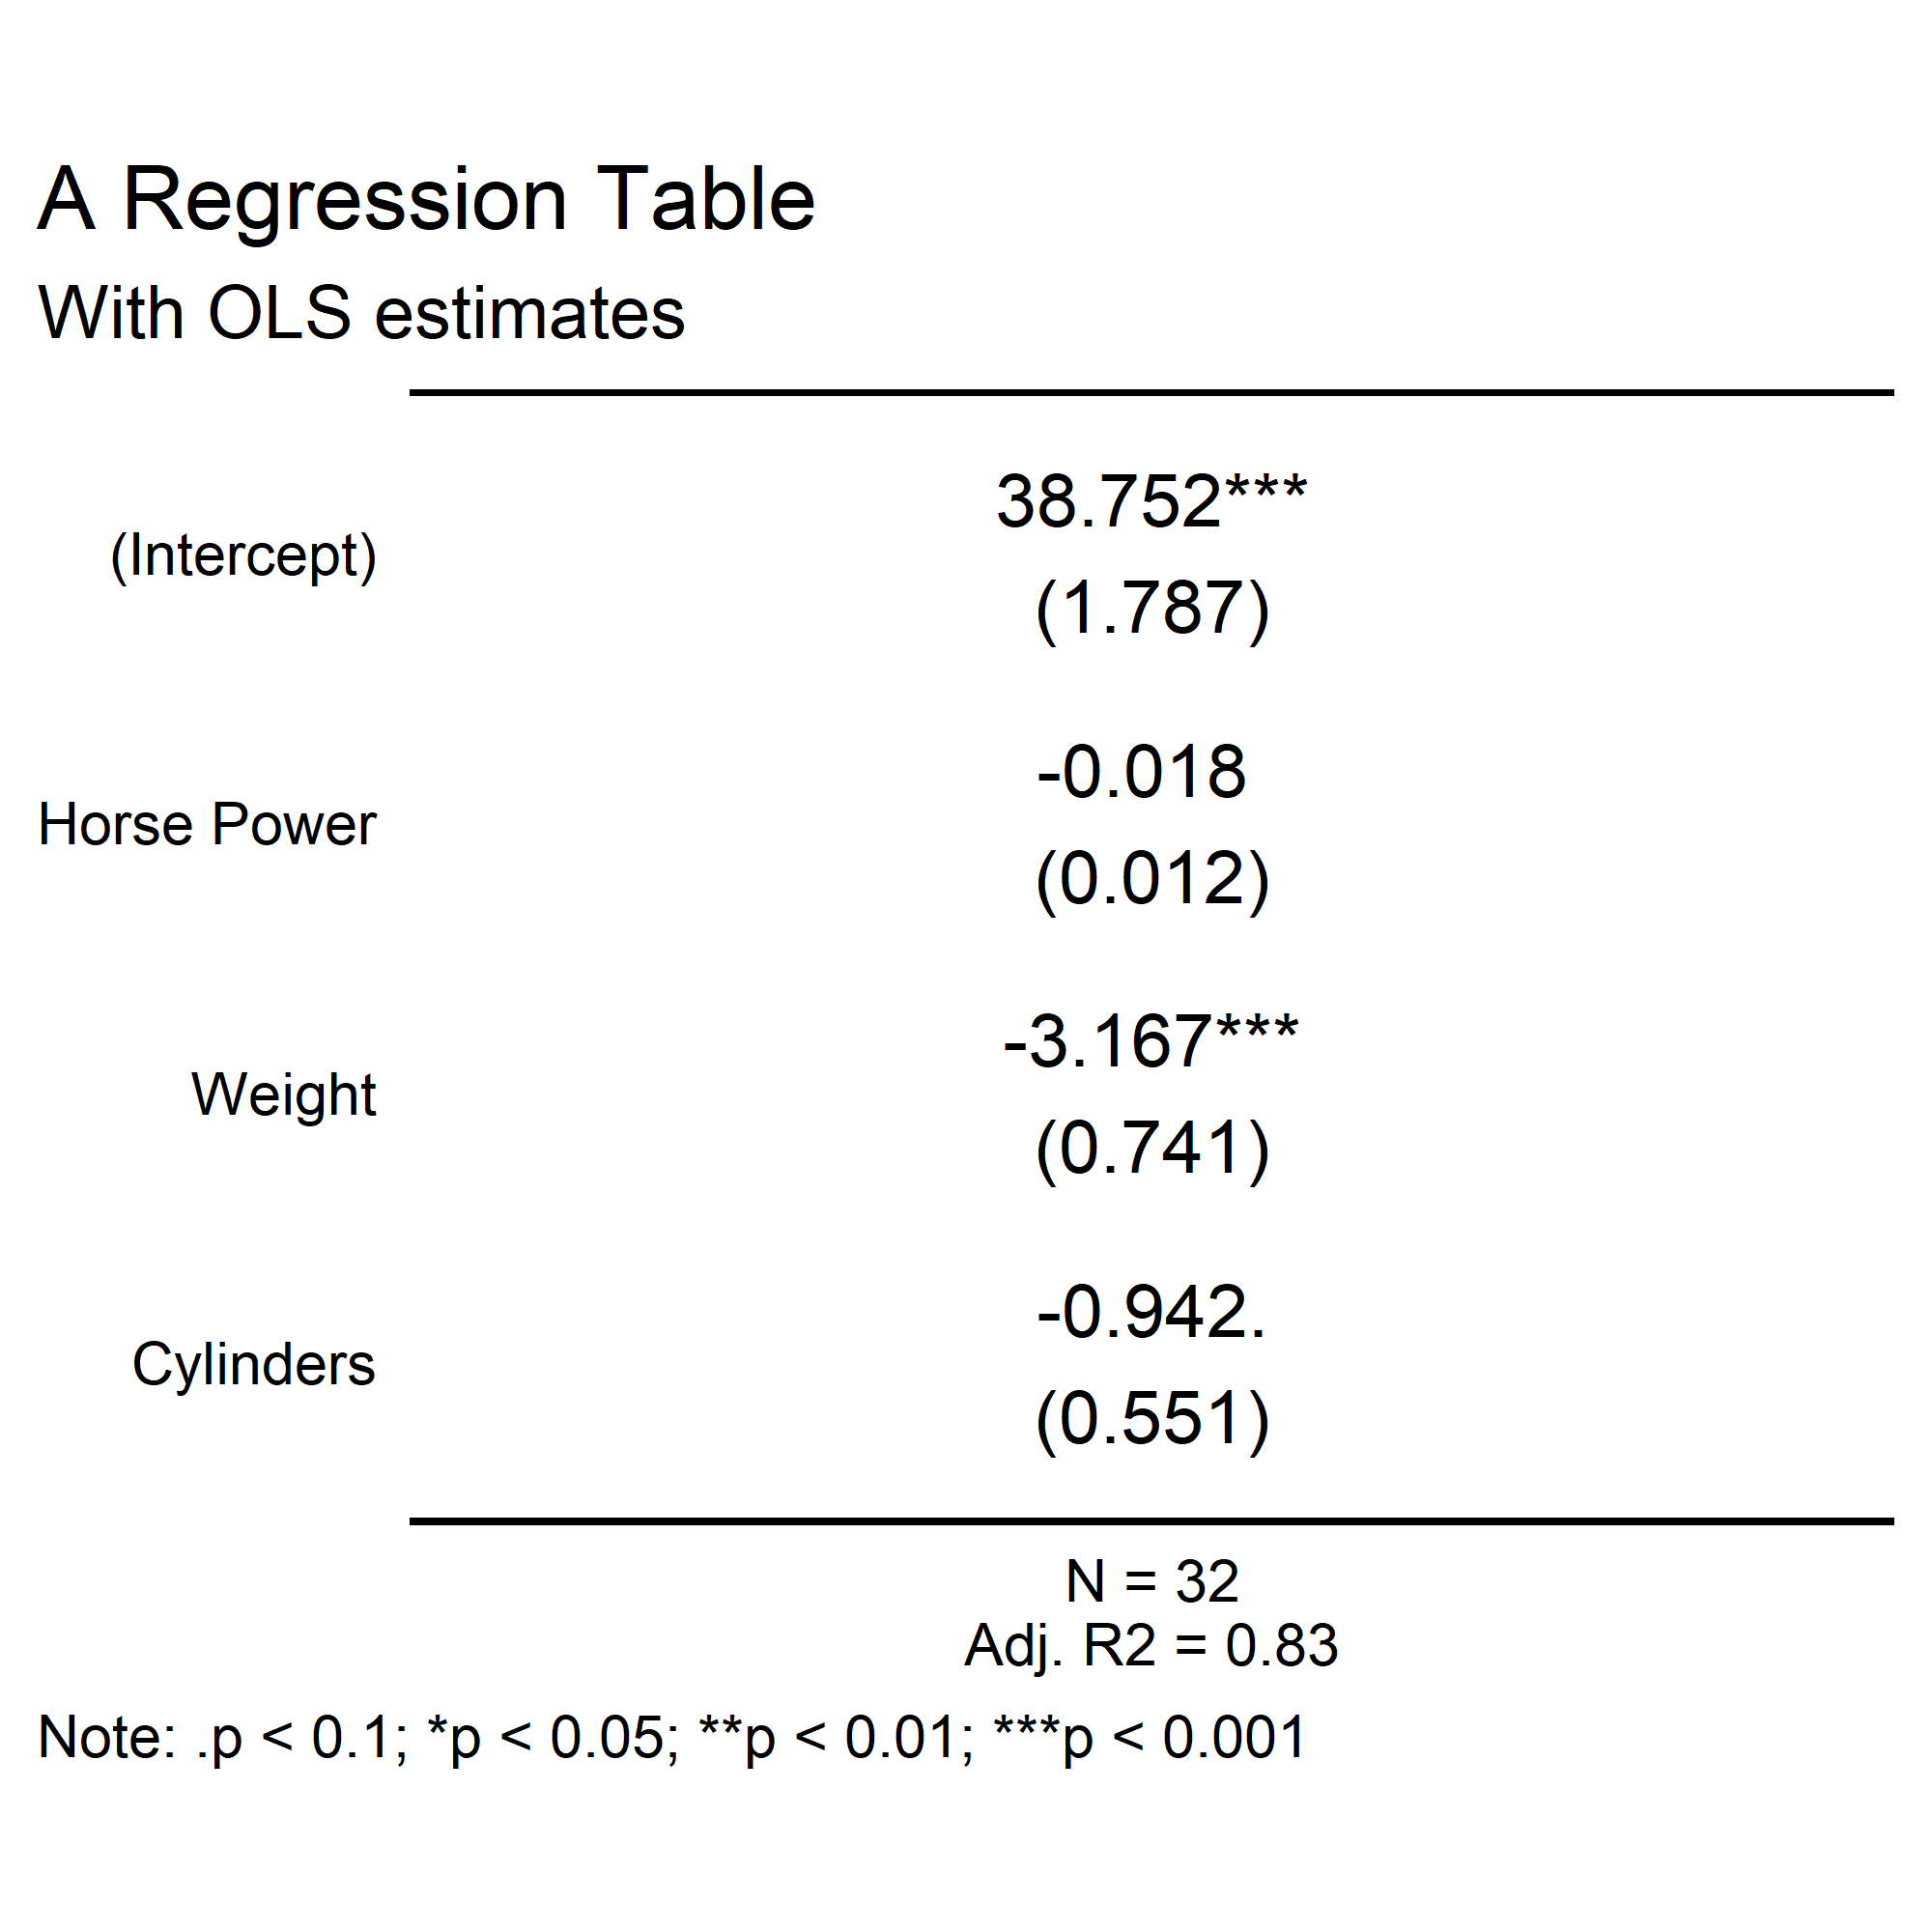 A Regression Table
With OLS estimates
38.752***
(Intercept)
(1.787)
-0.018
Horse Power
(0.012)
-3.167***
Weight
(0.741)
-0.942.
Cylinders
(0.551)
N = 32
Adj. R2 = 0.83
Note: .p < 0.1; *p < 0.05; **p < 0.01; ***p < 0.001